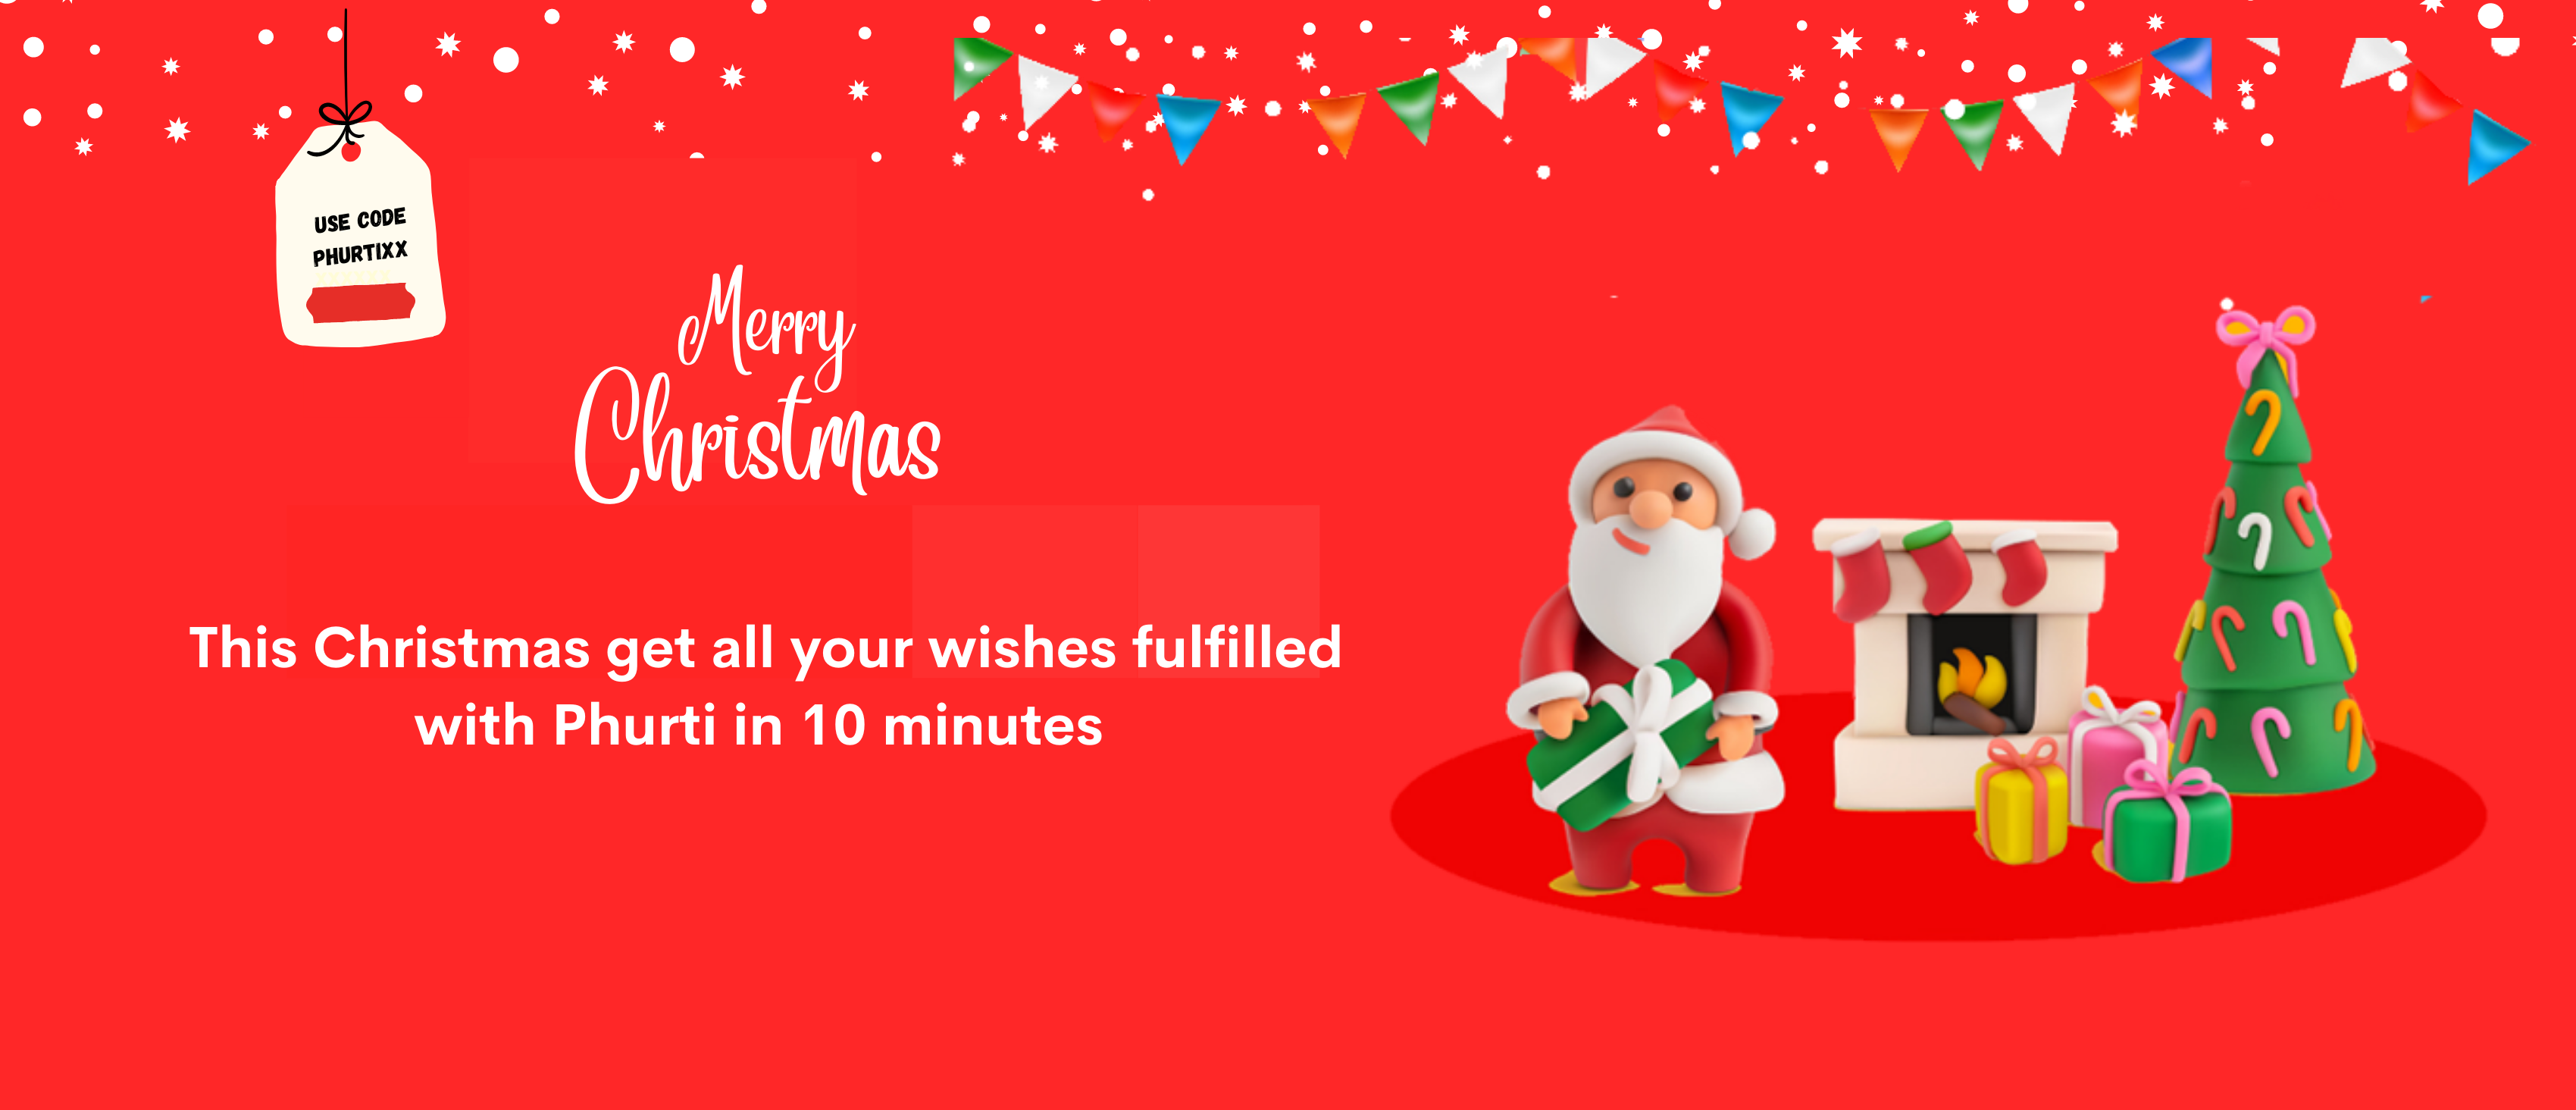 USE CODE
PHURTIXX
Merry
Christmas
This Christmas get all your wishes fulfilled
with Phurti in 10 minutes